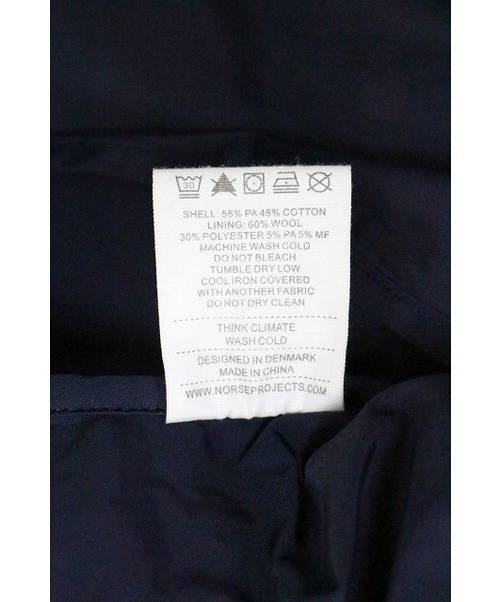 30
SHELL: 55% PA 45% COTTON
LINING: 60% WOOL
30% POLYESTER 5% PA 5% MF
MACHINE WASH COLD
DO NOT BLEACH
TUMBLE DRY LOW
COOL IRON COVERED
WITH ANOTHER FABRIC
DO NOT DRY CLEAN
THINK CLIMATE
WASH COLD
DESIGNED IN DENMARK
MADE IN CHINA
WWW.NORSEPROJECTS.COM